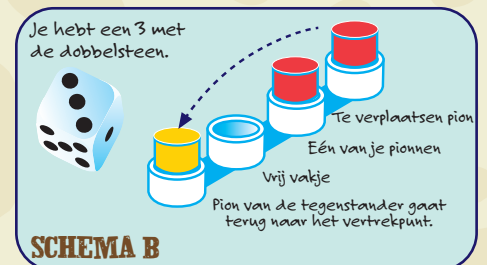 Je hebt een 3 met
de dobbelsteen.
Te verplaatsen pion
Eén van je pionnen
Vrij vakje
Pion van de tegenstander gaat
terug naar het vertrekpunt.
SCHEMA B